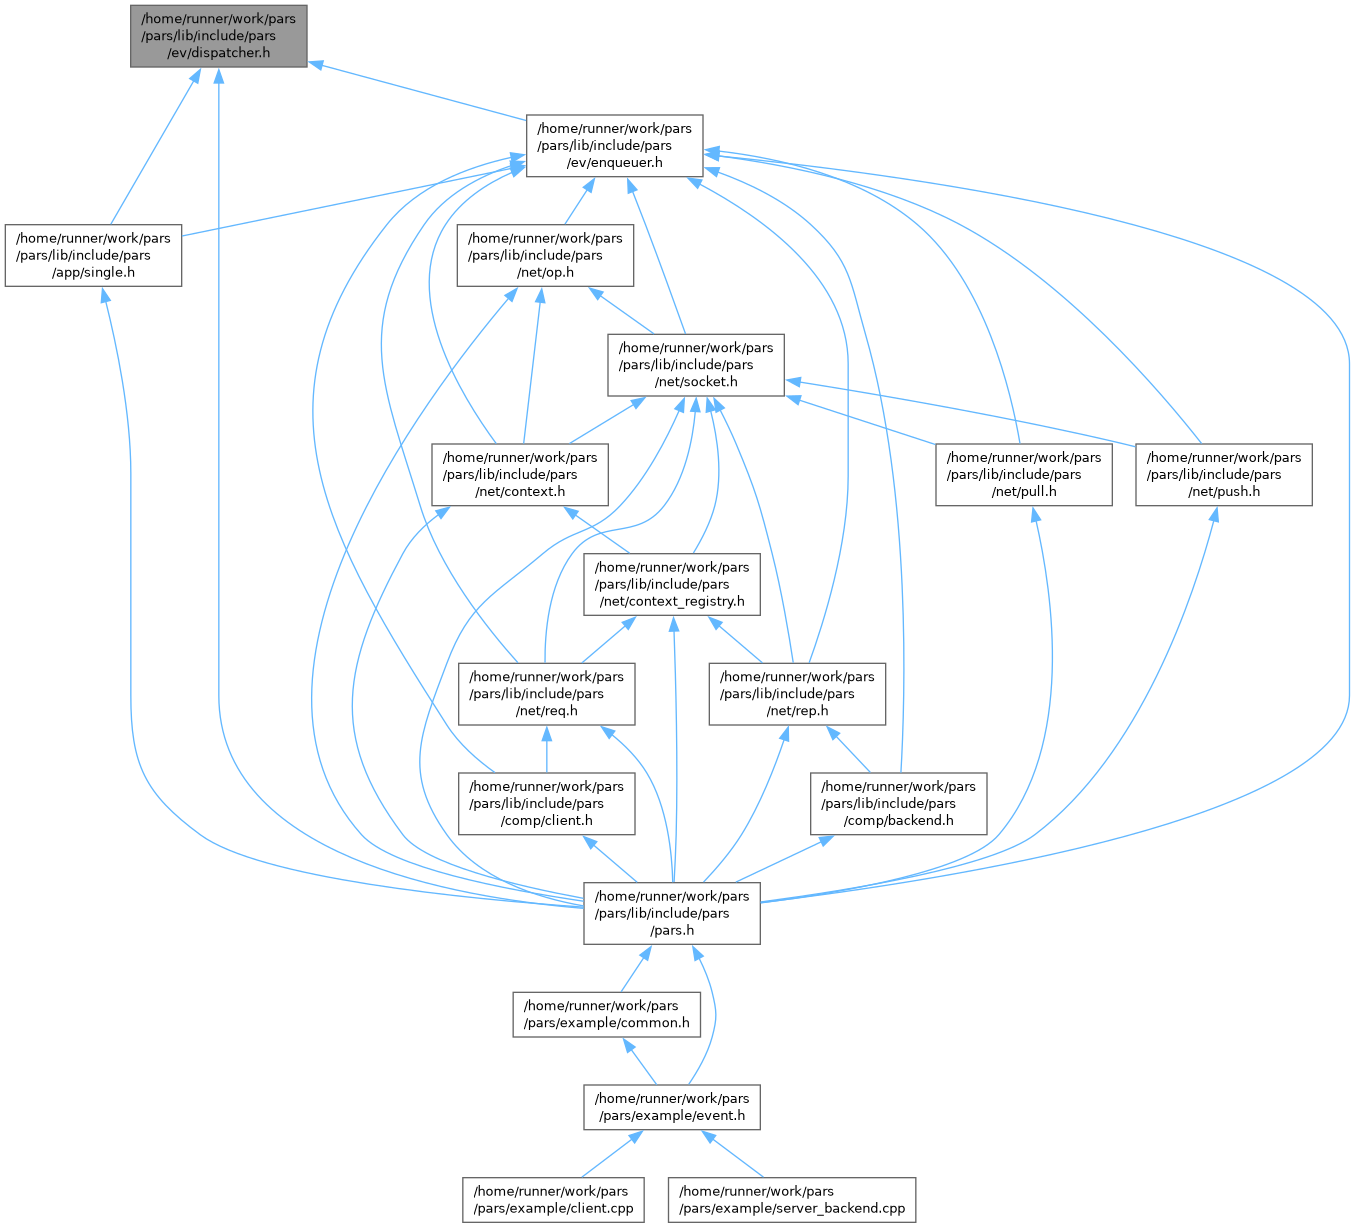 /home/runner/work/pars
/pars/lib/include/pars
/ev/dispatcher.h
/home/runner/work/pars
/pars/lib/include/pars
/ev/enqueuer.h
/home/runner/work/pars
/pars/lib/include/pars
/app/single.h
/home/runner/work/pars
/pars/lib/include/pars
/net/op.h
/home/runner/work/pars
/pars/lib/include/pars
/net/socket.h
/home/runner/work/pars
/pars/lib/include/pars
/net/context.h
/home/runner/work/pars
/pars/lib/include/pars
/net/pull.h
/home/runner/work/pars
/pars/lib/include/pars
/net/push.h
/home/runner/work/pars
/pars/lib/include/pars
/net/context_registry.h
/home/runner/work/pars
/pars/lib/include/pars
/net/req.h
/home/runner/work/pars
/pars/lib/include/pars
/net/rep.h
/home/runner/work/pars
/pars/lib/include/pars
/comp/client.h
/home/runner/work/pars
/pars/lib/include/pars
/comp/backend.h
/home/runner/work/pars
/pars/lib/include/pars
/pars.h
/home/runner/work/pars
/pars/example/common.h
/home/runner/work/pars
/pars/example/event.h
/home/runner/work/pars
/pars/example/client.cpp
/home/runner/work/pars
/pars/example/server_backend.cpp